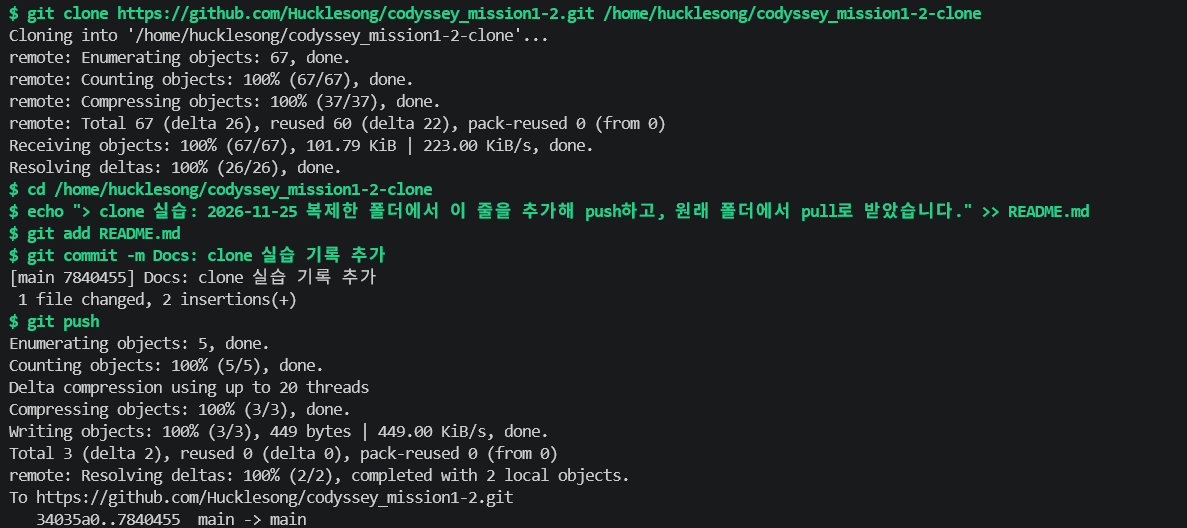 $ git clone https://github.com/Hucklesong/codyssey_mission1-2.git /home/hucklesong/codyssey_mission1-2-clone
Cloning into '/home/hucklesong/codyssey_mission1-2-clone'...
remote: Enumerating objects: 67, done.
remote: Counting objects: 100% (67/67), done.
remote: Compressing objects: 100% (37/37), done.
remote: Total 67 (delta 26), reused 60 (delta 22), pack-reused 0 (from 0)
Receiving objects: 100% (67/67), 101.79 KiB | 223.00 KiB/s, done.
Resolving deltas: 100% (26/26), done.
$ cd /home/hucklesong/codyssey_mission1-2-clone
$ echo "> clone 실습: 2026-11-25 복제한 폴더에서 이 줄을 추가해 push하고, 원래 폴더에서 pull로 받았습니다." >> README.md
$ git add README.md
$ git commit -m Docs: clone 실습 기록 추가
[main 7840455] Docs: clone 실습 기록 추가
 1 file changed, 2 insertions(+)
$ git push
Enumerating objects: 5, done.
Counting objects: 100% (5/5), done.
Delta compression using up to 20 threads
Compressing objects: 100% (3/3), done.
Writing objects: 100% (3/3), 449 bytes | 449.00 KiB/s, done.
Total 3 (delta 2), reused 0 (delta 0), pack-reused 0 (from 0)
remote: Resolving deltas: 100% (2/2), completed with 2 local objects.
To https://github.com/Hucklesong/codyssey_mission1-2.git
   34035a0..7840455  main -> main